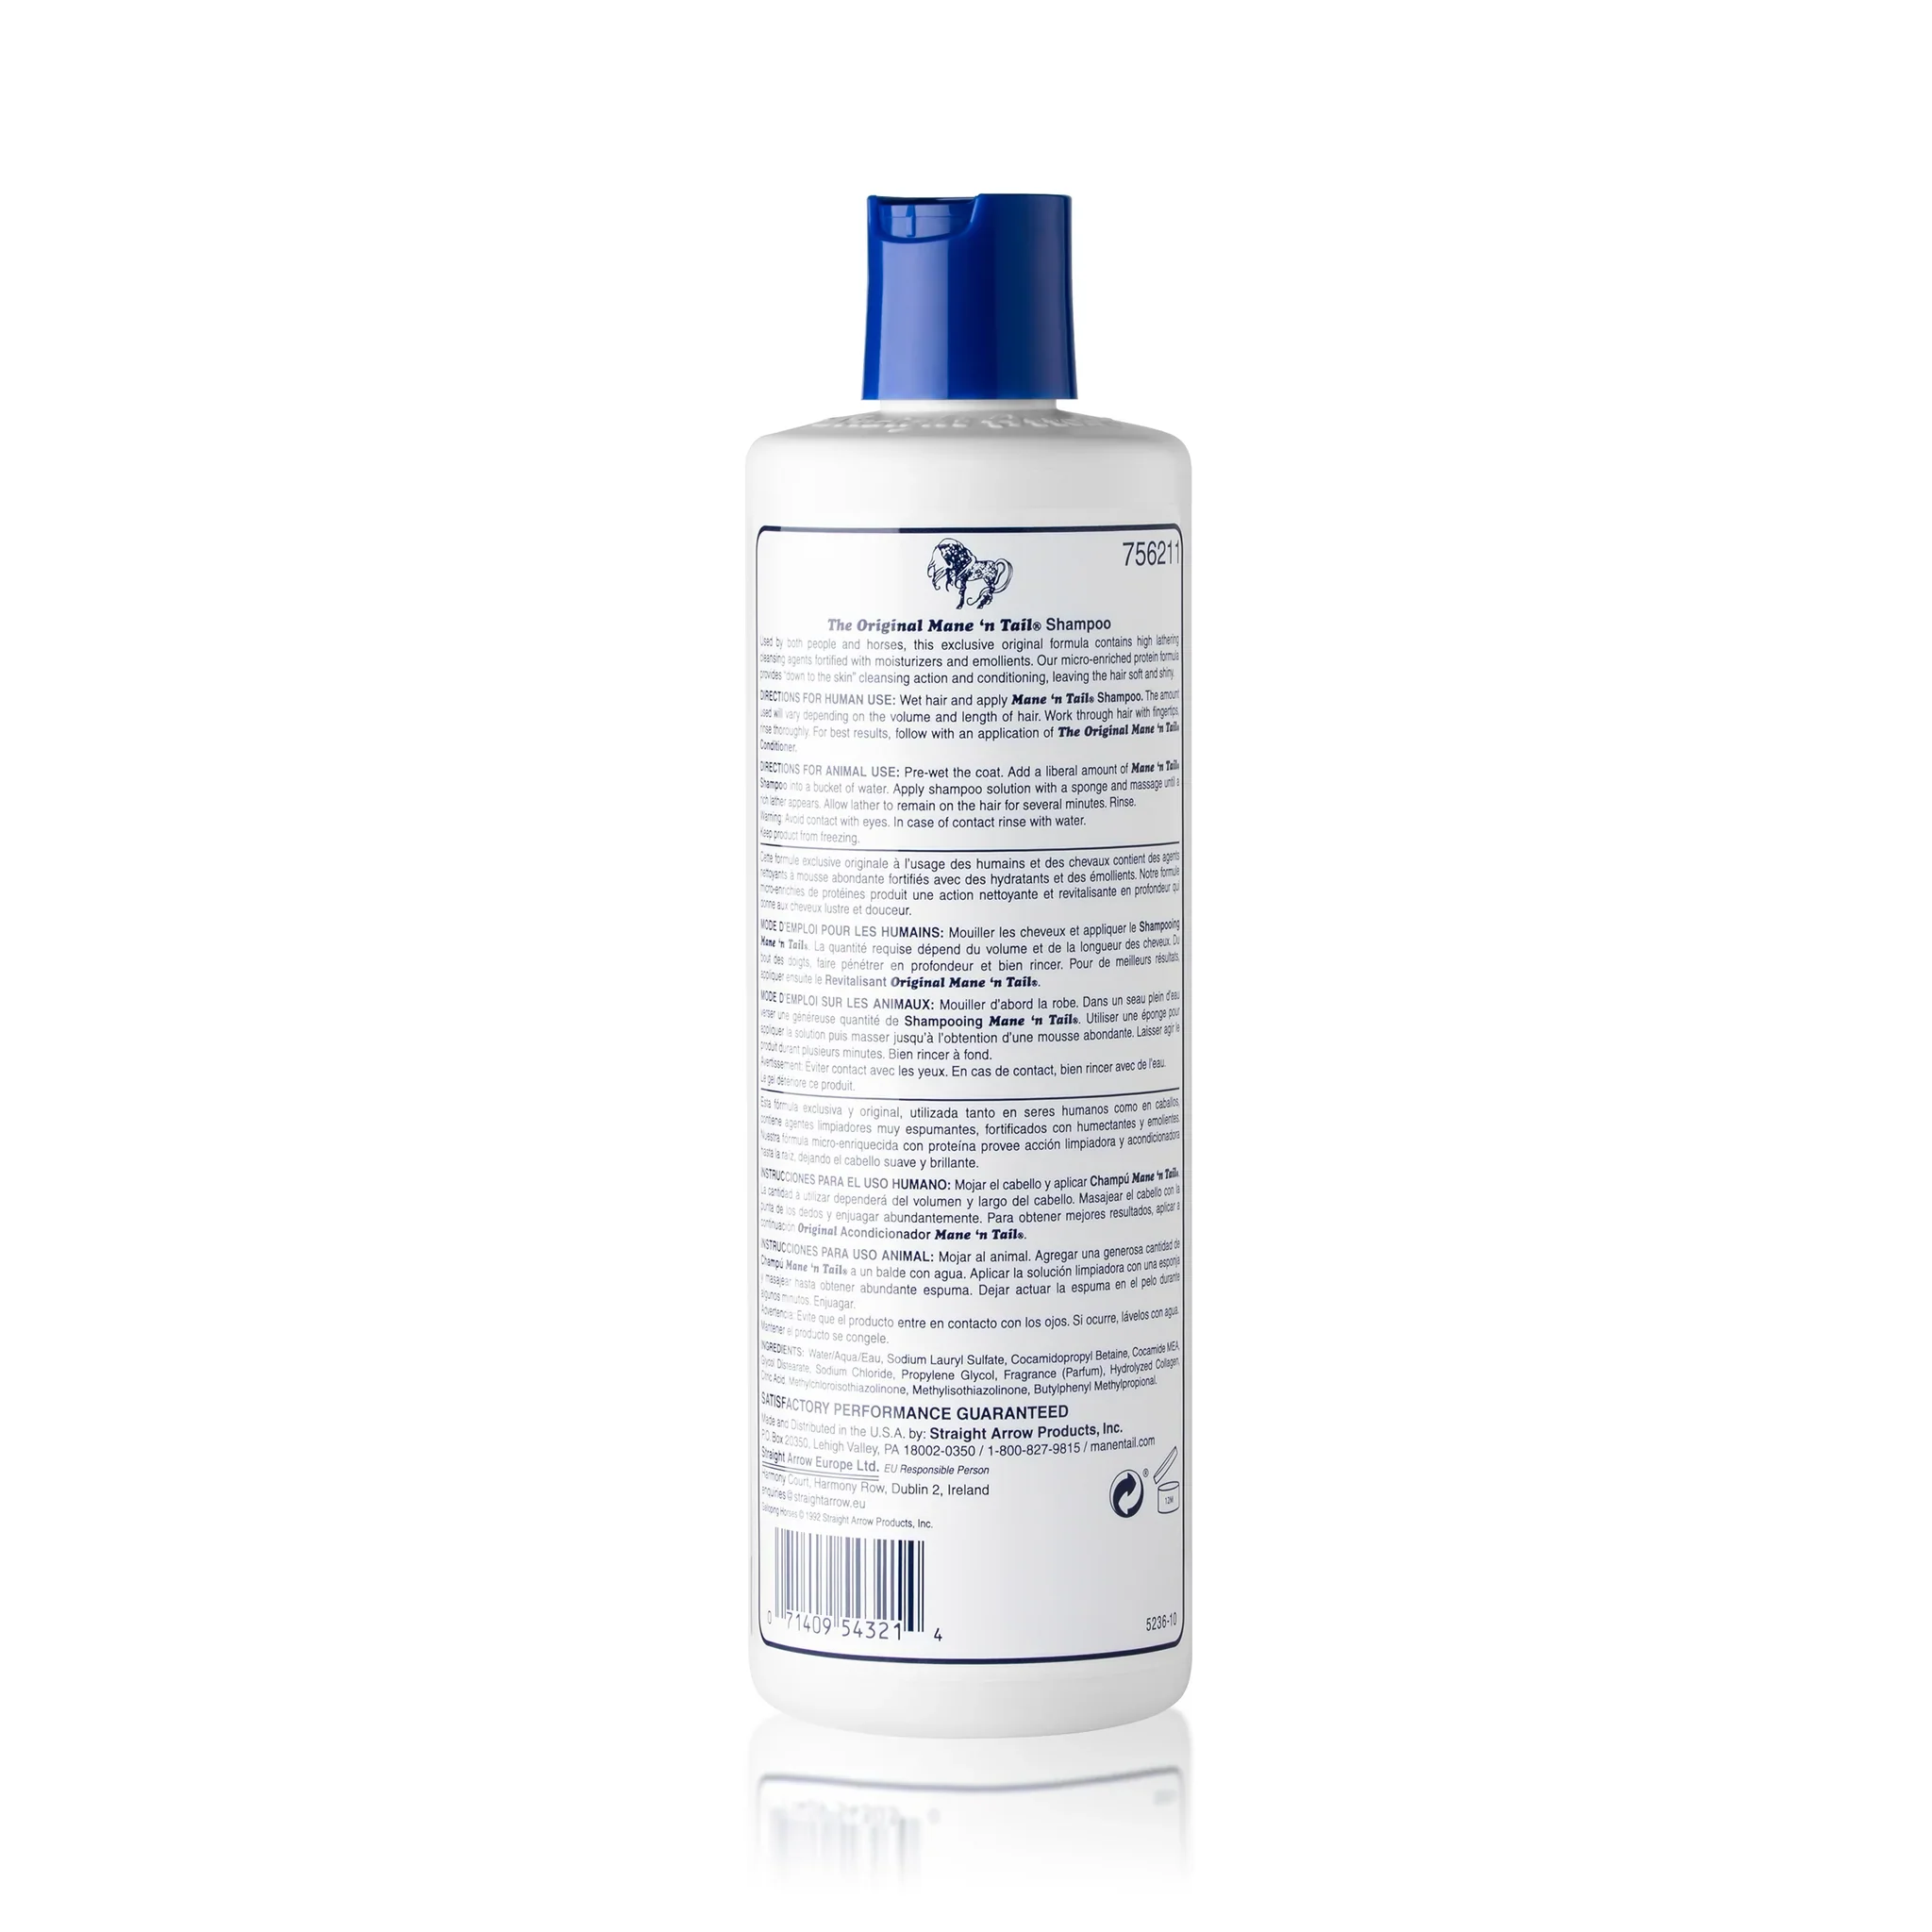 756211
The Original Mane 'n Tail® Shampoo
Used by both people and horses, this exclusive original formula contains high lathering
cleansing agents fortified with moisturizers and emollients. Our micro-enriched protein formula
provides "down to the skin" cleansing action and conditioning, leaving the hair soft and shiny.
DIRECTIONS FOR HUMAN USE: Wet hair and apply Mane 'n Tail® Shampoo. The amount
used will vary depending on the volume and length of hair. Work through hair with fingertips,
rinse thoroughly. For best results, follow with an application of The Original Mane 'n Tail®
Conditioner.
DIRECTIONS FOR ANIMAL USE: Pre-wet the coat. Add a liberal amount of Mane 'n Tail®
Shampoo into a bucket of water. Apply shampoo solution with a sponge and massage until a
rich lather appears. Allow lather to remain on the hair for several minutes. Rinse.
Warning: Avoid contact with eyes. In case of contact rinse with water.
Keep product from freezing.
Cette formule exclusive originale à l'usage des humains et des chevaux contient des agents
nettoyants à mousse abondante fortifiés avec des hydratants et des émollients. Notre formule
micro-enrichies de protéines produit une action nettoyante et revitalisante en profondeur qui
donne aux cheveux lustre et douceur.
MODE D'EMPLOI POUR LES HUMAINS: Mouiller les cheveux et appliquer le Shampooing
Mane 'n Tail®. La quantité requise dépend du volume et de la longueur des cheveux. Du
bout des doigts, faire pénétrer en profondeur et bien rincer. Pour de meilleurs résultats,
appliquer ensuite le Revitalisant Original Mane 'n Tail®.
MODE D'EMPLOI SUR LES ANIMAUX: Mouiller d'abord la robe. Dans un seau plein d'eau
verser une généreuse quantité de Shampooing Mane 'n Tail®. Utiliser une éponge pour
appliquer la solution puis masser jusqu'à l'obtention d'une mousse abondante. Laisser agir le
produit durant plusieurs minutes. Bien rincer à fond.
Avertissement: Eviter contact avec les yeux. En cas de contact, bien rincer avec de l'eau.
Le gel détériore ce produit.
Esta fórmula exclusiva y original, utilizada tanto en seres humanos como en caballos,
contiene agentes limpiadores muy espumantes, fortificados con humectantes y emolientes.
Nuestra fórmula micro-enriquecida con proteína provee acción limpiadora y acondicionadora
hasta la raiz, dejando el cabello suave y brillante.
INSTRUCCIONES PARA EL USO HUMANO: Mojar el cabello y aplicar Champú Mane 'n Tail®.
La cantidad a utilizar dependerá del volumen y largo del cabello. Masajear el cabello con la
punta de los dedos y enjuagar abundantemente. Para obtener mejores resultados, aplicar a
continuación Original Acondicionador Mane 'n Tail®.
INSTRUCCIONES PARA USO ANIMAL: Mojar al animal. Agregar una generosa cantidad de
Champú Mane 'n Tail® a un balde con agua. Aplicar la solución limpiadora con una esponja
y masajear hasta obtener abundante espuma. Dejar actuar la espuma en el pelo durante
algunos minutos. Enjuagar.
Advertencia: Evite que el producto entre en contacto con los ojos. Si ocurre, lávelos con agua.
Mantener el producto se congele.
INGREDIENTS: Water/Aqua/Eau, Sodium Lauryl Sulfate, Cocamidopropyl Betaine, Cocamide MEA,
Glycol Disrearate, Sodium Chloride, Propylene Glycol, Fragrance (Parfum), Hydrolyzed Collagen,
Citric Acid, Methylchloroisothiazolinone, Methylisothiazolinone, Butylphenyl Methylpropional.
SATISFACTORY PERFORMANCE GUARANTEED
Made and Distributed in the U.S.A. by: Straight Arrow Products, Inc.
P.O. Box 20350, Lehigh Valley, PA 18002-0350 / 1-800-827-9815 / manentail.com
Straight Arrow Europe Ltd. EU Responsible Person
Harmony Court, Harmony Row, Dublin 2, Ireland
enquiries@straightarrow.eu
Galloping Horses © 1992 Straight Arrow Products, Inc.
12M
0 71409 54321 4
5236-10